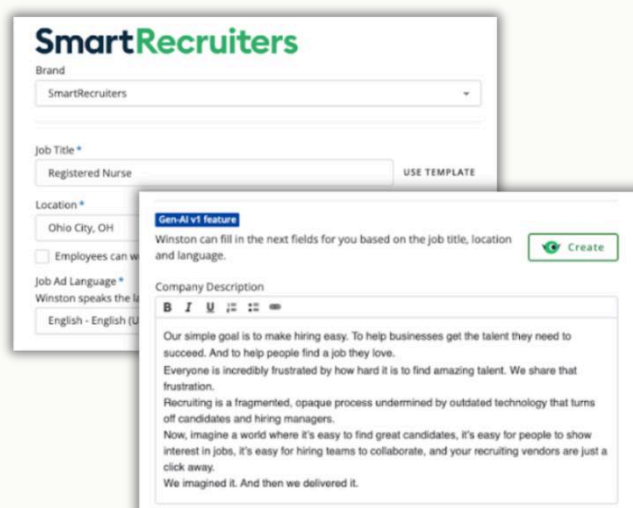 SmartRecruiters
Brand
SmartRecruiters
Job Title *
Registered Nurse
USE TEMPLATE
Location *
Ohio City, OH
Employees can w
Job Ad Language *
Winston speaks the la
English - English (U
Gen-AI v1 feature
Winston can fill in the next fields for you based on the job title, location
and language.
Create
Company Description
B I U
Our simple goal is to make hiring easy. To help businesses get the talent they need to
succeed. And to help people find a job they love.
Everyone is incredibly frustrated by how hard it is to find amazing talent. We share that
frustration.
Recruiting is a fragmented, opaque process undermined by outdated technology that turns
off candidates and hiring managers.
Now, imagine a world where it's easy to find great candidates, it's easy for people to show
interest in jobs, it's easy for hiring teams to collaborate, and your recruiting vendors are just a
click away.
We imagined it. And then we delivered it.